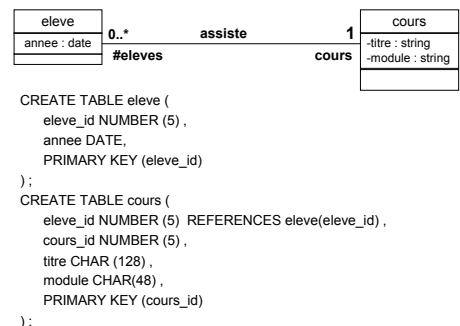 eleve
annee : date
0..*
assiste
1
#eleves
cours
cours
-titre : string
-module : string
CREATE TABLE eleve (
eleve_id NUMBER (5) ,
annee DATE,
PRIMARY KEY (eleve_id)
) ;
CREATE TABLE cours (
eleve_id NUMBER (5)  REFERENCES eleve(eleve_id) ,
cours_id NUMBER (5) ,
titre CHAR (128) ,
module CHAR(48) ,
PRIMARY KEY (cours_id)
) ;